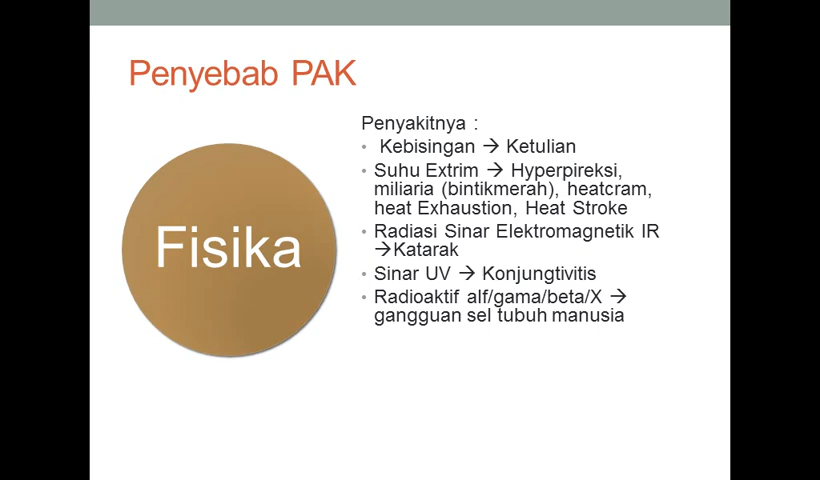 Penyebab PAK
Fisika
Penyakitnya :
• Kebisingan → Ketulian
• Suhu Extrim → Hyperpireksi,
miliaria (bintikmerah), heatcram,
heat Exhaustion, Heat Stroke
• Radiasi Sinar Elektromagnetik IR
→Katarak
• Sinar UV → Konjungtivitis
• Radioaktif alf/gama/beta/X →
gangguan sel tubuh manusia